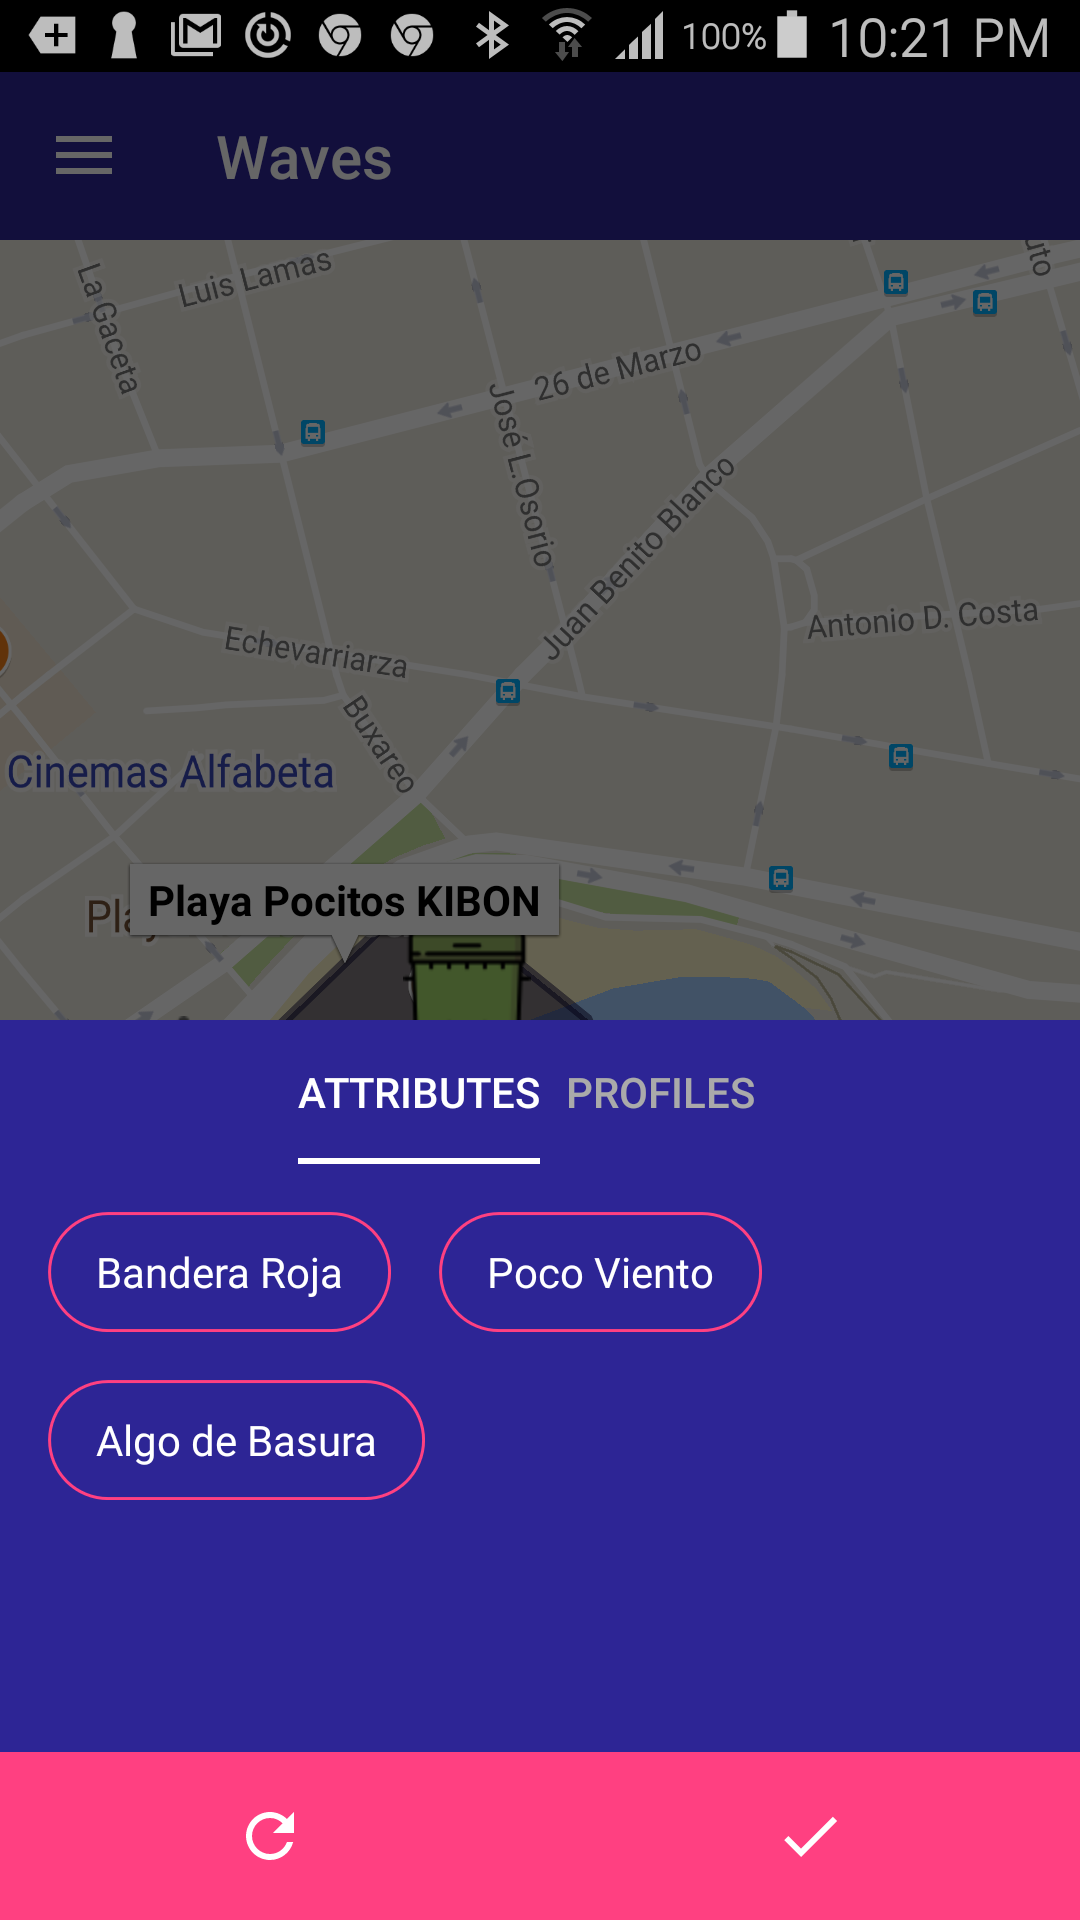 100% 10:21 PM
Waves
La Gaceta
Luis Lamas
26 de Marzo
José L.Osorio
Juan Benito Blanco
Antonio D. Costa
Echevarriarza
Buxareo
Cinemas Alfabeta
Playa Pocitos KIBON
ATTRIBUTES PROFILES
Bandera Roja Poco Viento
Algo de Basura